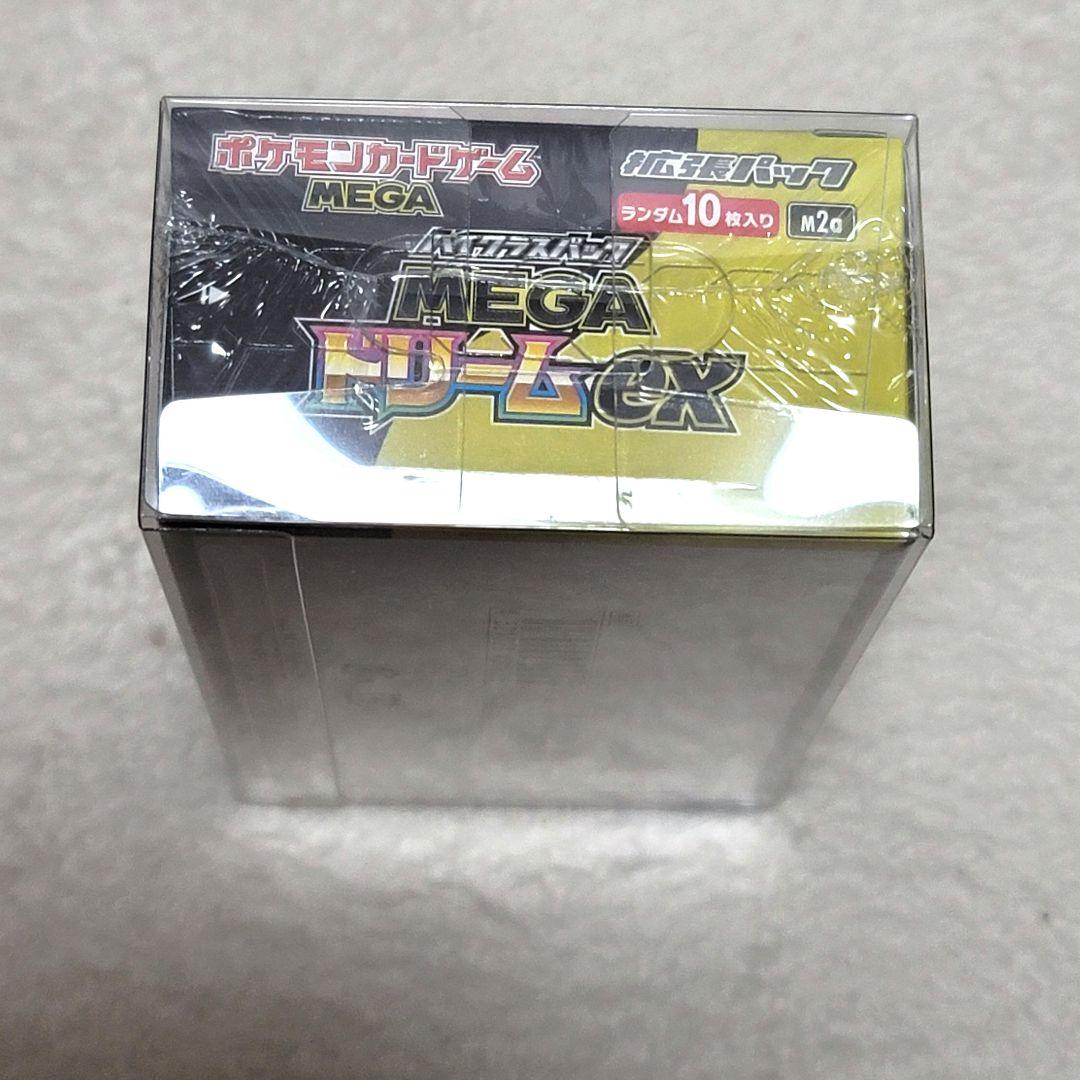 ポケモンカードゲーム
MEGA
拡張パック
ランダム10枚入り
M2a
ハイクラスパック
MEGA
ドリームex